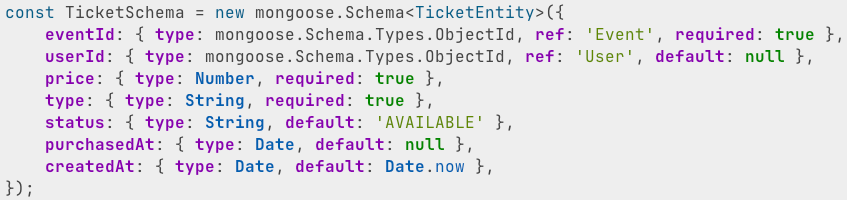 const TicketSchema = new mongoose.Schema<TicketEntity>({
    eventId: { type: mongoose.Schema.Types.ObjectId, ref: 'Event', required: true },
    userId: { type: mongoose.Schema.Types.ObjectId, ref: 'User', default: null },
    price: { type: Number, required: true },
    type: { type: String, required: true },
    status: { type: String, default: 'AVAILABLE' },
    purchasedAt: { type: Date, default: null },
    createdAt: { type: Date, default: Date.now },
});